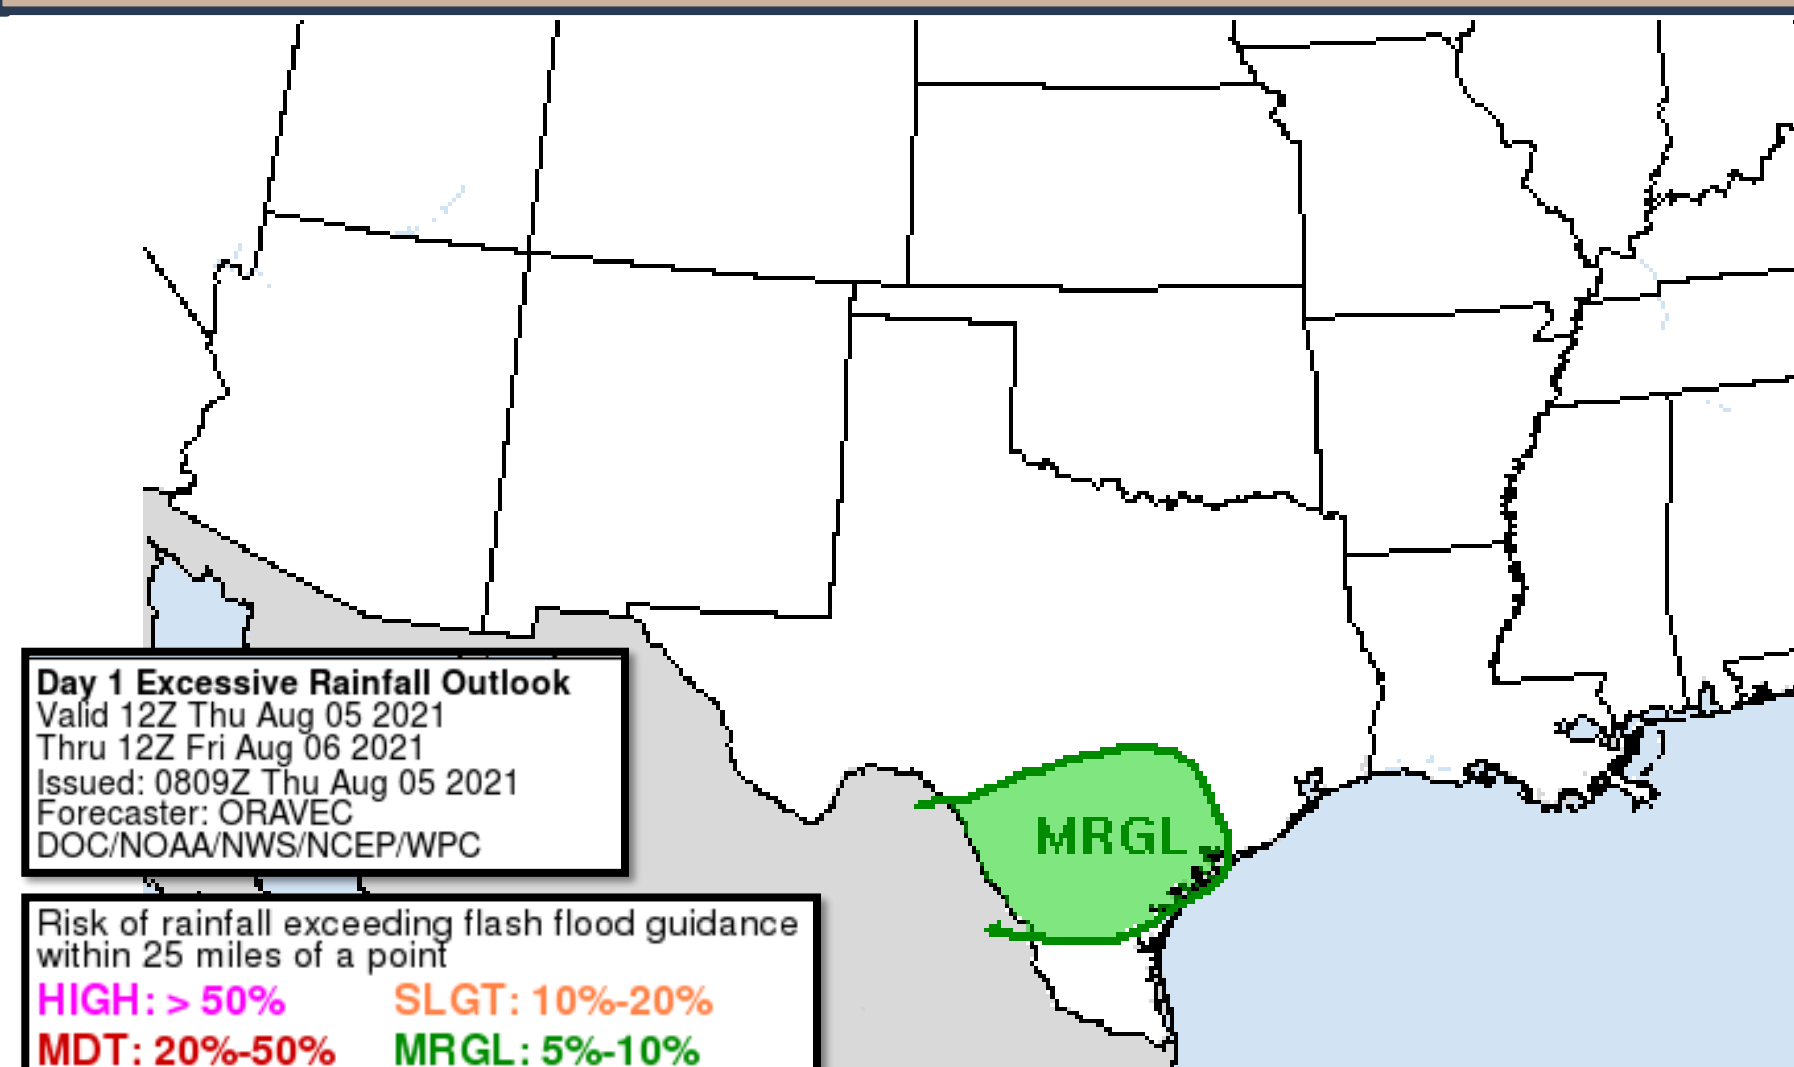 MRGL
Day 1 Excessive Rainfall Outlook
Valid 12Z Thu Aug 05 2021
Thru 12Z Fri Aug 06 2021
Issued: 0809Z Thu Aug 05 2021
Forecaster: ORAVEC
DOC/NOAA/NWS/NCEP/WPC
Risk of rainfall exceeding flash flood guidance
within 25 miles of a point
HIGH: > 50% SLGT: 10%-20%
MDT: 20%-50% MRGL: 5%-10%